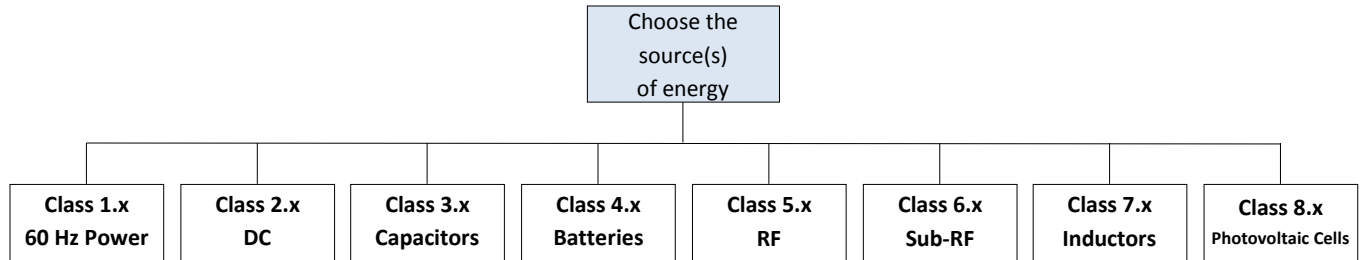 Choose the
source(s)
of energy
Class 1.x
60 Hz Power
Class 2.x
DC
Class 3.x
Capacitors
Class 4.x
Batteries
Class 5.x
RF
Class 6.x
Sub-RF
Class 7.x
Inductors
Class 8.x
Photovoltaic Cells